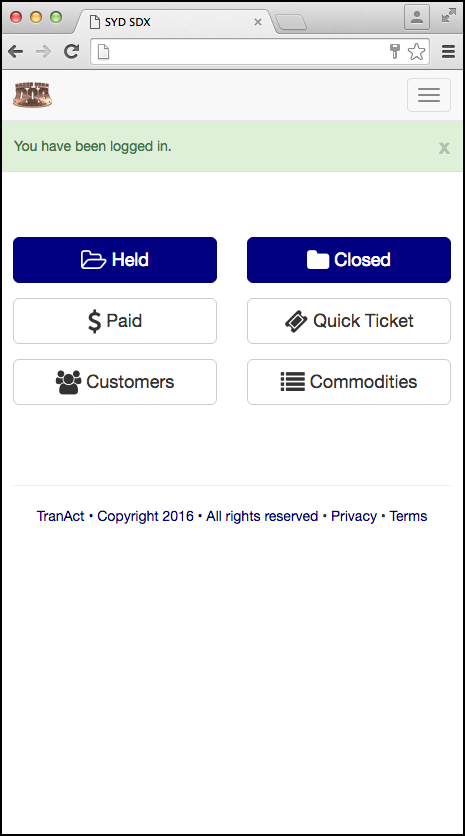 SYD SDX
You have been logged in.
x
Held
Closed
Paid
Quick Ticket
Customers
Commodities
TranAct • Copyright 2016 • All rights reserved • Privacy • Terms